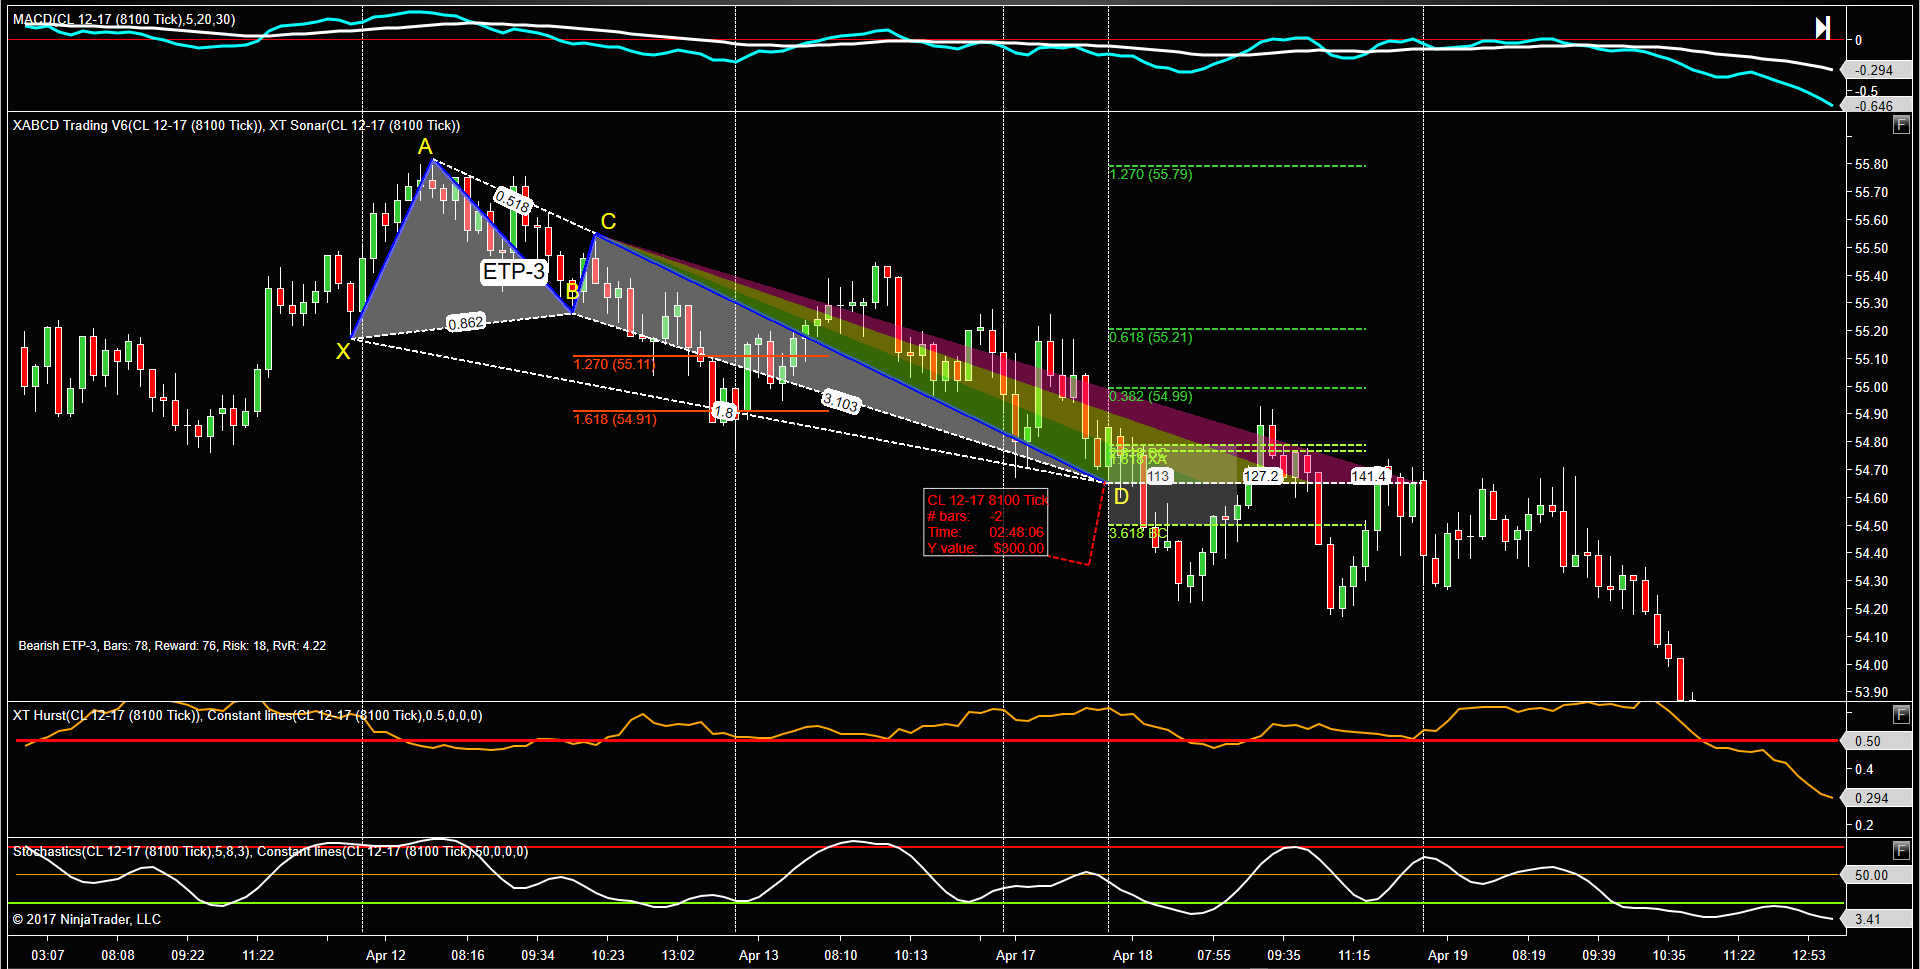 MACD(CL 12-17 (8100 Tick),5,20,30)
0
-0.294
-0.5
-0.646
XABCD Trading V6(CL 12-17 (8100 Tick)), XT Sonar(CL 12-17 (8100 Tick))
F
A
0.518
C
ETP-3
B
0.862
X
1.270 (55.11)
1.618 (54.91)
1.8
3.103
1.270 (55.79)
0.618 (55.21)
0.382 (54.99)
1.618 XA
113
127.2
141.4
D
3.618 BC
CL 12-17 8100 Tick
# bars: -2
Time: 02:48:06
Y value: $300.00
Bearish ETP-3, Bars: 78, Reward: 76, Risk: 18, RvR: 4.22
55.80
55.70
55.60
55.50
55.40
55.30
55.20
55.10
55.00
54.90
54.80
54.70
54.60
54.50
54.40
54.30
54.20
54.10
54.00
53.90
XT Hurst(CL 12-17 (8100 Tick)), Constant lines(CL 12-17 (8100 Tick),0.5,0,0,0)
F
0.50
0.4
0.294
0.2
Stochastics(CL 12-17 (8100 Tick),5,8,3), Constant lines(CL 12-17 (8100 Tick),50,0,0,0)
F
50.00
3.41
© 2017 NinjaTrader, LLC
03:07 08:08 09:22 11:22 Apr 12 08:16 09:34 10:23 13:02 Apr 13 08:10 10:13 Apr 17 Apr 18 07:55 09:35 11:15 Apr 19 08:19 09:39 10:35 11:22 12:53